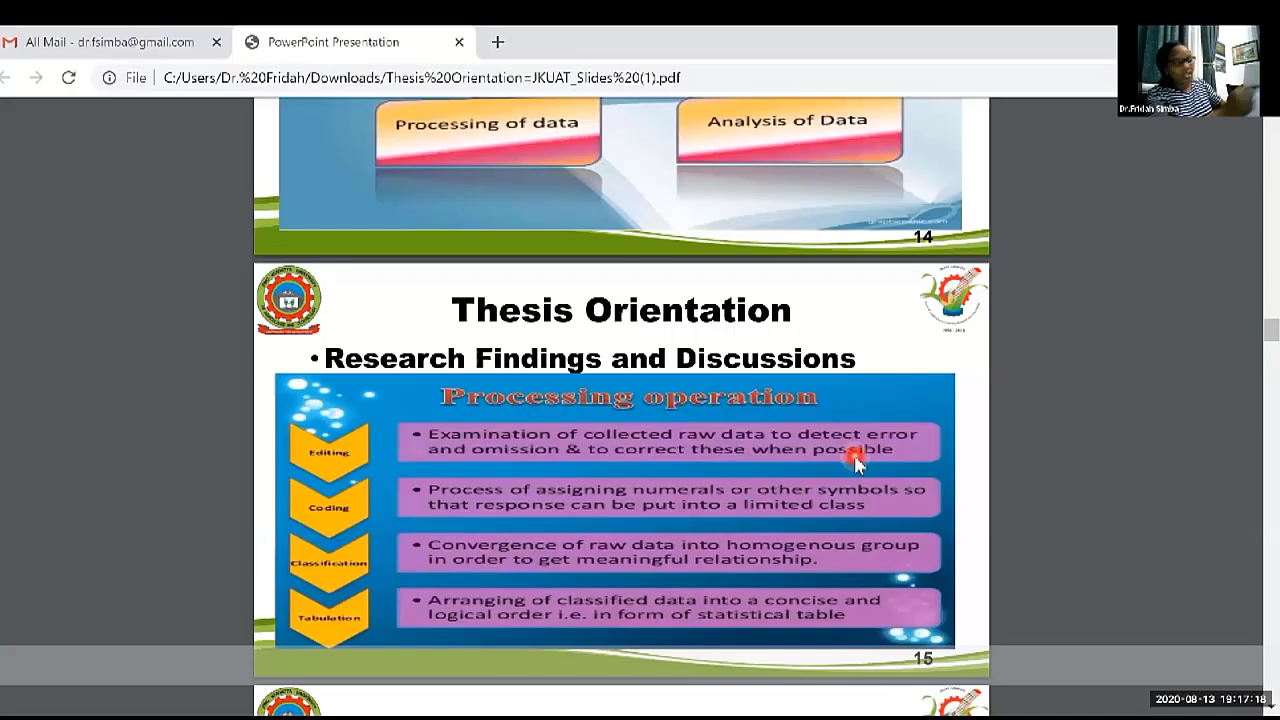 All Mail - dr.fsimba@gmail.com
PowerPoint Presentation
File
C:/Users/Dr.%20Fridah/Downloads/Thesis%20Orientation=JKUAT_Slides%20(1).pdf
Dr.Fridah Simba
Processing of data
Analysis of Data
14
Thesis Orientation
• Research Findings and Discussions
Processing operation
Editing
• Examination of collected raw data to detect error
and omission & to correct these when possible
Coding
• Process of assigning numerals or other symbols so
that response can be put into a limited class
Classification
• Convergence of raw data into homogenous group
in order to get meaningful relationship.
Tabulation
• Arranging of classified data into a concise and
logical order i.e. in form of statistical table
15
2020-08-13 19:17:18